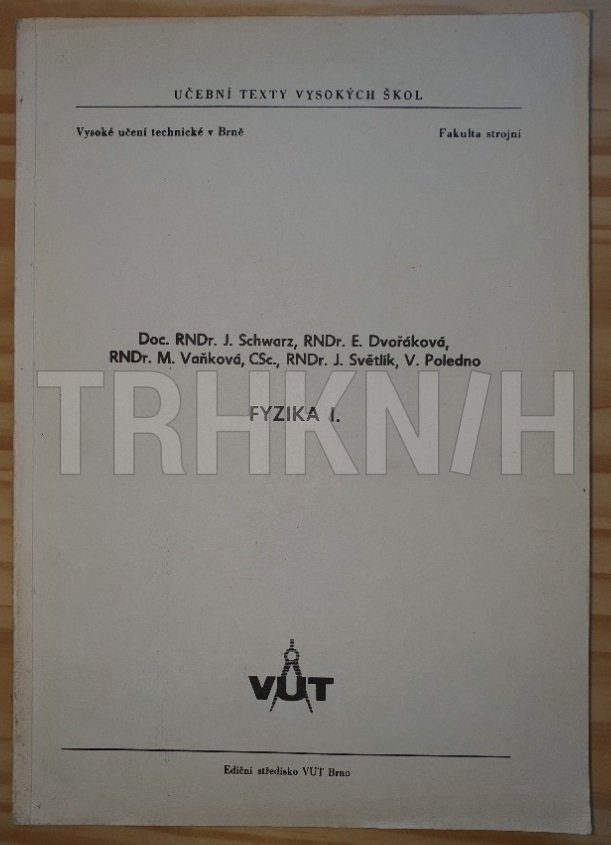 UČEBNÍ TEXTY VYSOKÝCH ŠKOL
Vysoké učení technické v Brně Fakulta strojní
Doc. RNDr. J. Schwarz, RNDr. E. Dvořáková,
RNDr. M. Vaňková, CSc., RNDr. J. Světlík, V. Poledno
TRHKNIH
FYZIKA I.
VUT
Ediční středisko VUT Brno